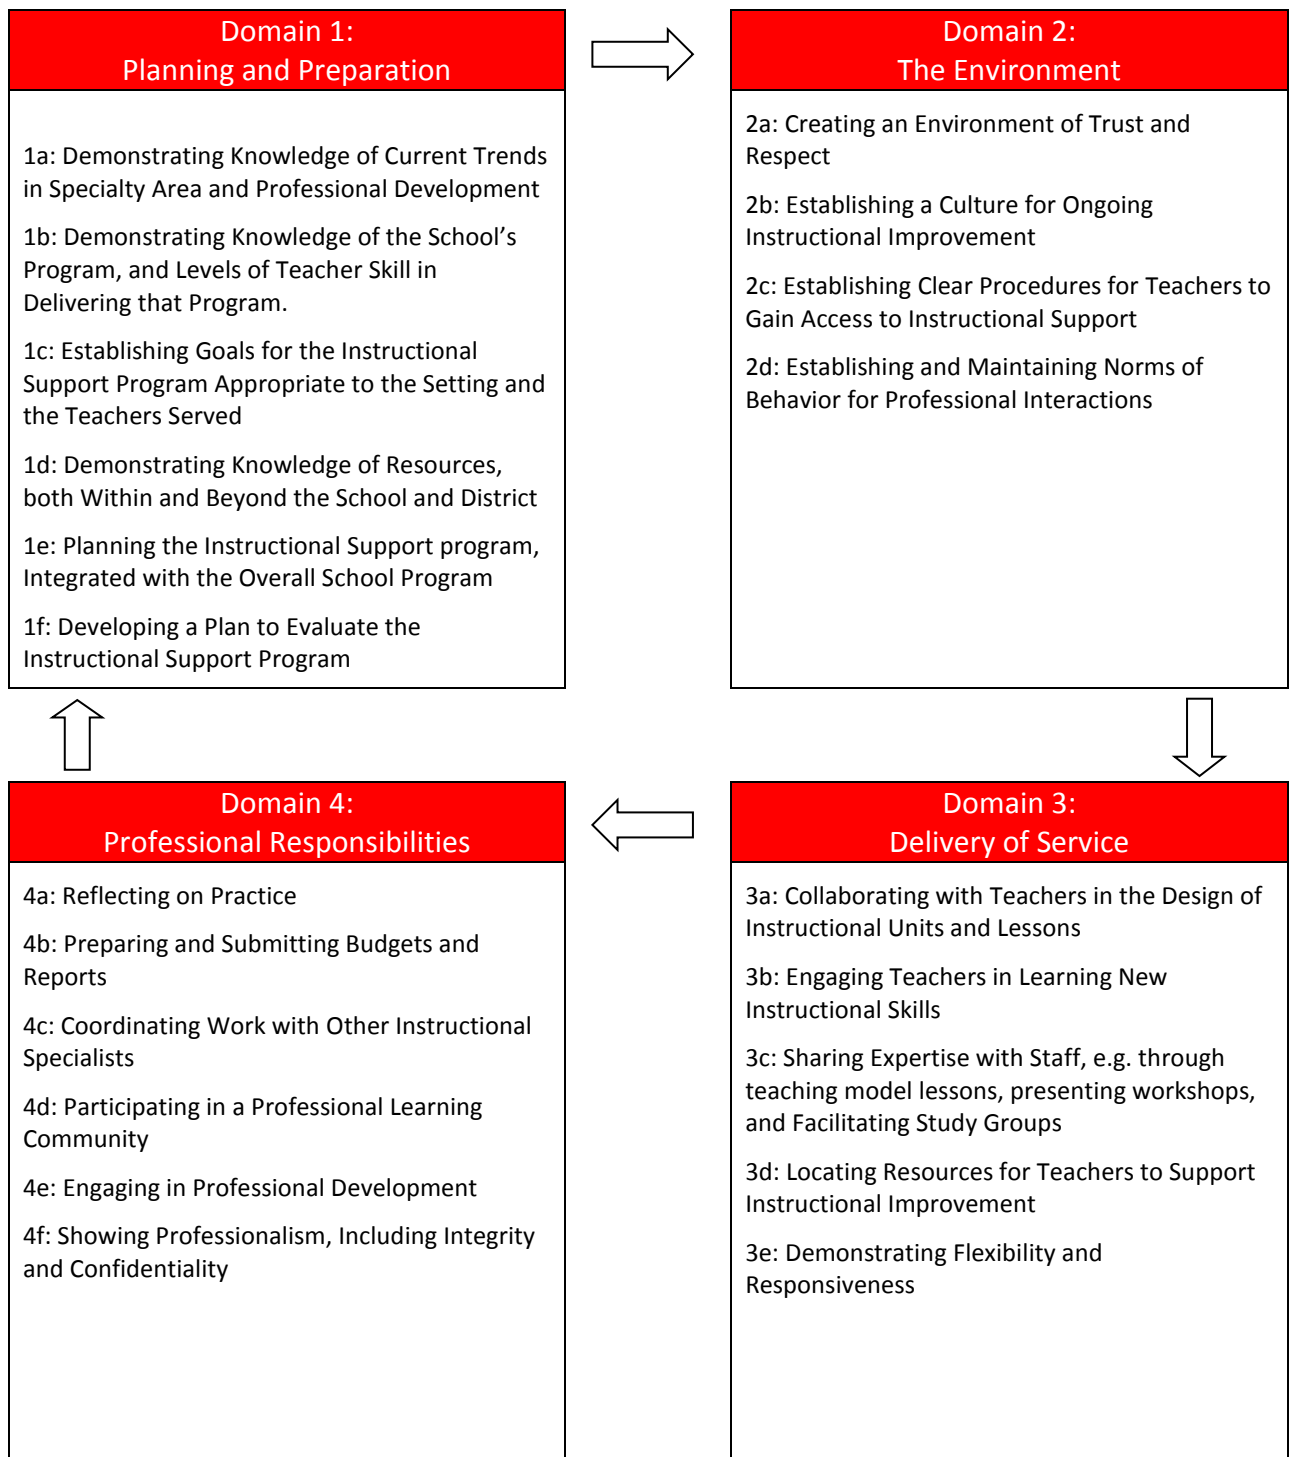 Domain 1:
Planning and Preparation
1a: Demonstrating Knowledge of Current Trends
in Specialty Area and Professional Development
1b: Demonstrating Knowledge of the School’s
Program, and Levels of Teacher Skill in
Delivering that Program.
1c: Establishing Goals for the Instructional
Support Program Appropriate to the Setting and
the Teachers Served
1d: Demonstrating Knowledge of Resources,
both Within and Beyond the School and District
1e: Planning the Instructional Support program,
Integrated with the Overall School Program
1f: Developing a Plan to Evaluate the
Instructional Support Program
Domain 2:
The Environment
2a: Creating an Environment of Trust and
Respect
2b: Establishing a Culture for Ongoing
Instructional Improvement
2c: Establishing Clear Procedures for Teachers to
Gain Access to Instructional Support
2d: Establishing and Maintaining Norms of
Behavior for Professional Interactions
Domain 4:
Professional Responsibilities
4a: Reflecting on Practice
4b: Preparing and Submitting Budgets and
Reports
4c: Coordinating Work with Other Instructional
Specialists
4d: Participating in a Professional Learning
Community
4e: Engaging in Professional Development
4f: Showing Professionalism, Including Integrity
and Confidentiality
Domain 3:
Delivery of Service
3a: Collaborating with Teachers in the Design of
Instructional Units and Lessons
3b: Engaging Teachers in Learning New
Instructional Skills
3c: Sharing Expertise with Staff, e.g. through
teaching model lessons, presenting workshops,
and Facilitating Study Groups
3d: Locating Resources for Teachers to Support
Instructional Improvement
3e: Demonstrating Flexibility and
Responsiveness